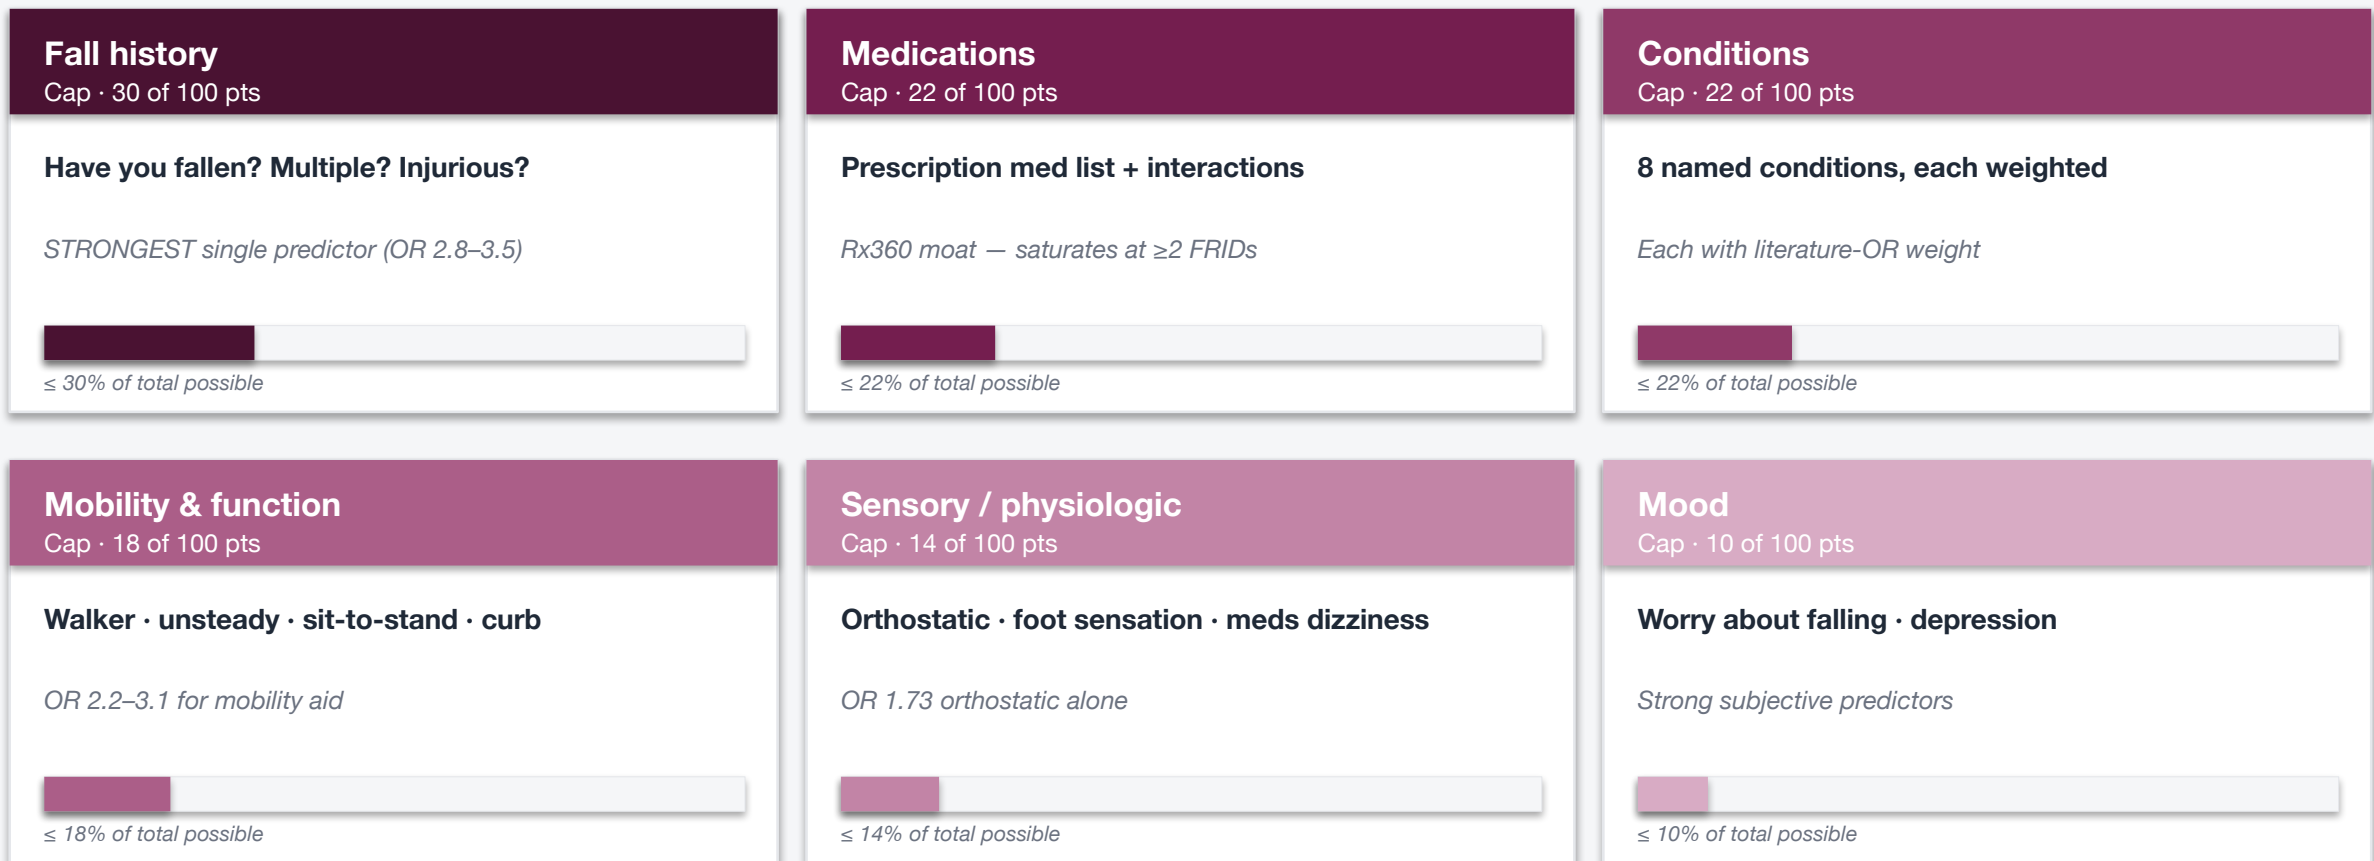 Fall history
Cap · 30 of 100 pts
Have you fallen? Multiple? Injurious?
STRONGEST single predictor (OR 2.8–3.5)
≤ 30% of total possible
Medications
Cap · 22 of 100 pts
Prescription med list + interactions
Rx360 moat — saturates at ≥2 FRIDs
≤ 22% of total possible
Conditions
Cap · 22 of 100 pts
8 named conditions, each weighted
Each with literature-OR weight
≤ 22% of total possible
Mobility & function
Cap · 18 of 100 pts
Walker · unsteady · sit-to-stand · curb
OR 2.2–3.1 for mobility aid
≤ 18% of total possible
Sensory / physiologic
Cap · 14 of 100 pts
Orthostatic · foot sensation · meds dizziness
OR 1.73 orthostatic alone
≤ 14% of total possible
Mood
Cap · 10 of 100 pts
Worry about falling · depression
Strong subjective predictors
≤ 10% of total possible